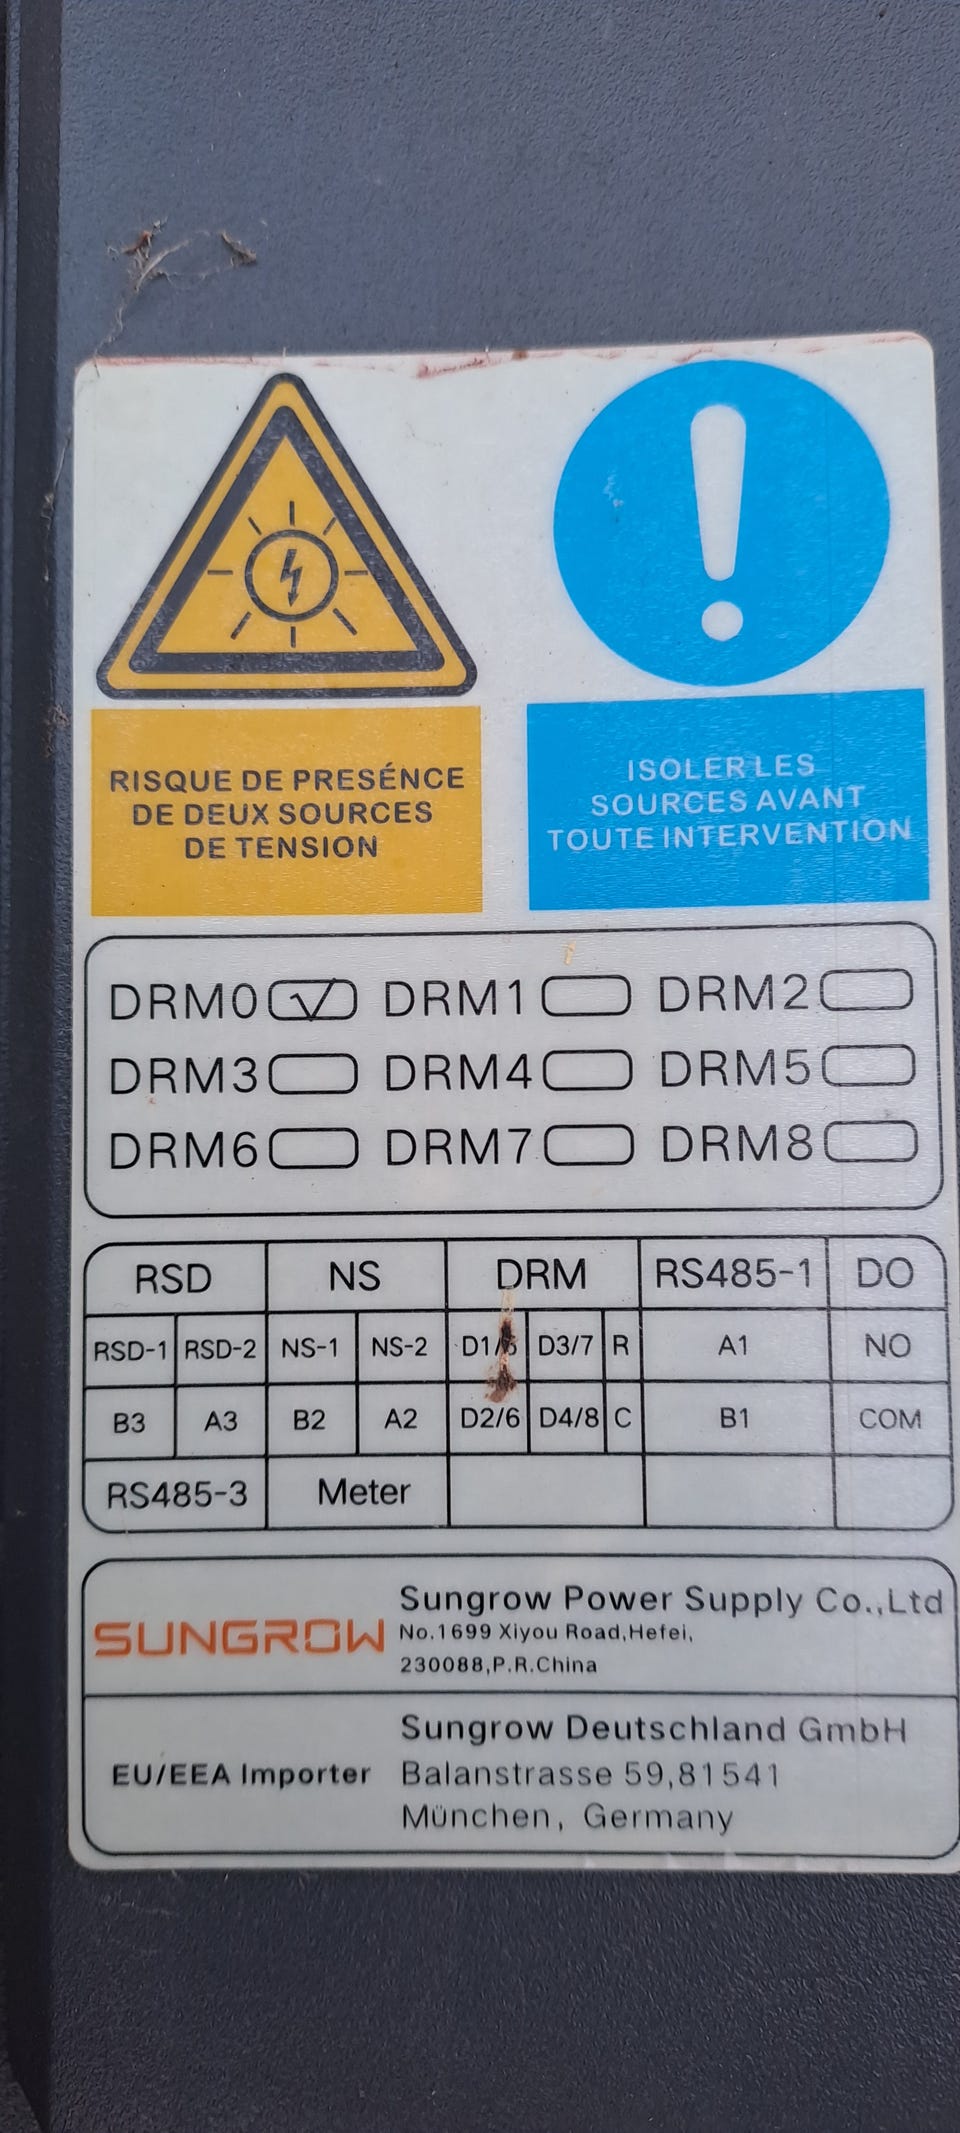 RISQUE DE PRESÉNCE
DE DEUX SOURCES
DE TENSION
ISOLER LES
SOURCES AVANT
TOUTE INTERVENTION
DRM0 DRM1 DRM2
DRM3 DRM4 DRM5
DRM6 DRM7 DRM8
RSD NS DRM RS485-1 DO
RSD-1 RSD-2 NS-1 NS-2 D1/5 D3/7 R A1 NO
B3 A3 B2 A2 D2/6 D4/8 C B1 COM
RS485-3 Meter
SUNGROW
Sungrow Power Supply Co.,Ltd
No.1699 Xiyou Road,Hefei,
230088,P.R.China
EU/EEA Importer
Sungrow Deutschland GmbH
Balanstrasse 59,81541
München, Germany